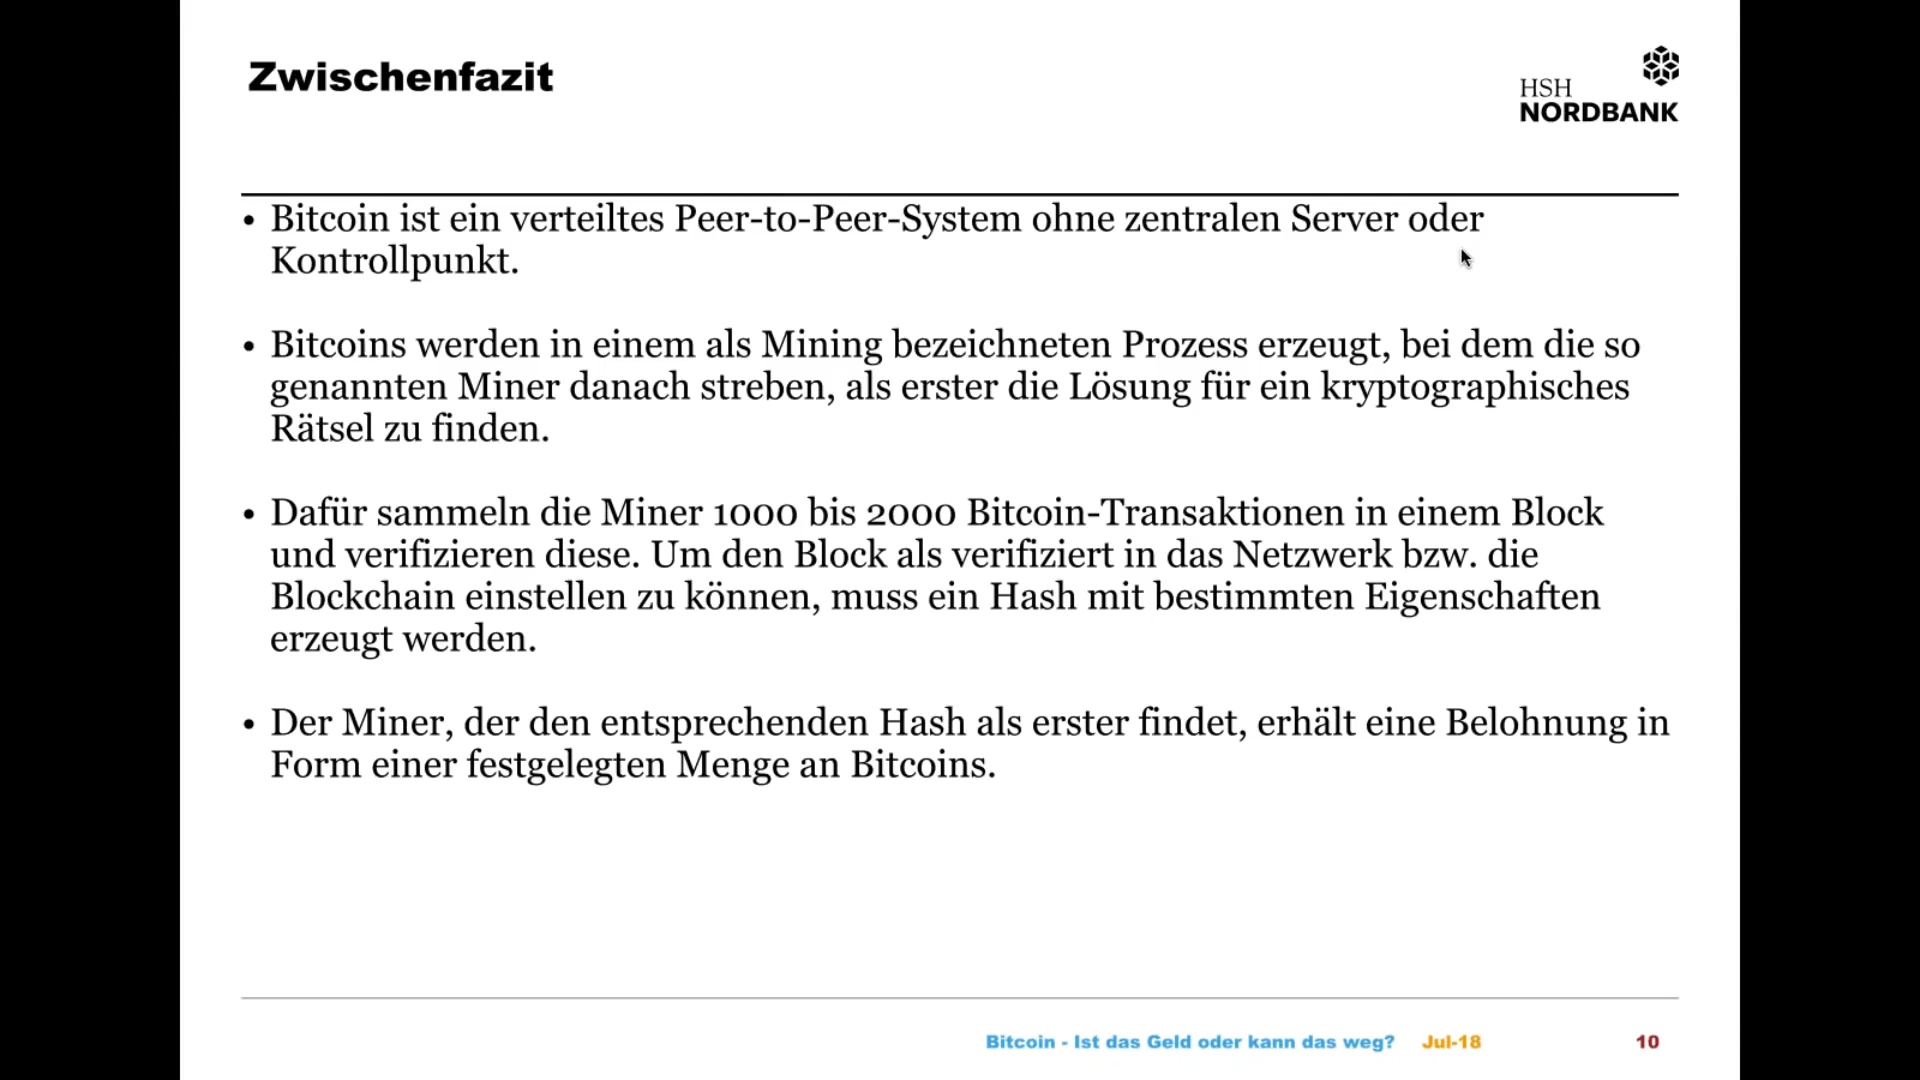 Zwischenfazit
HSH
NORDBANK
• Bitcoin ist ein verteiltes Peer-to-Peer-System ohne zentralen Server oder
Kontrollpunkt.
• Bitcoins werden in einem als Mining bezeichneten Prozess erzeugt, bei dem die so
genannten Miner danach streben, als erster die Lösung für ein kryptographisches
Rätsel zu finden.
• Dafür sammeln die Miner 1000 bis 2000 Bitcoin-Transaktionen in einem Block
und verifizieren diese. Um den Block als verifiziert in das Netzwerk bzw. die
Blockchain einstellen zu können, muss ein Hash mit bestimmten Eigenschaften
erzeugt werden.
• Der Miner, der den entsprechenden Hash als erster findet, erhält eine Belohnung in
Form einer festgelegten Menge an Bitcoins.
Bitcoin - Ist das Geld oder kann das weg? Jul-18 10